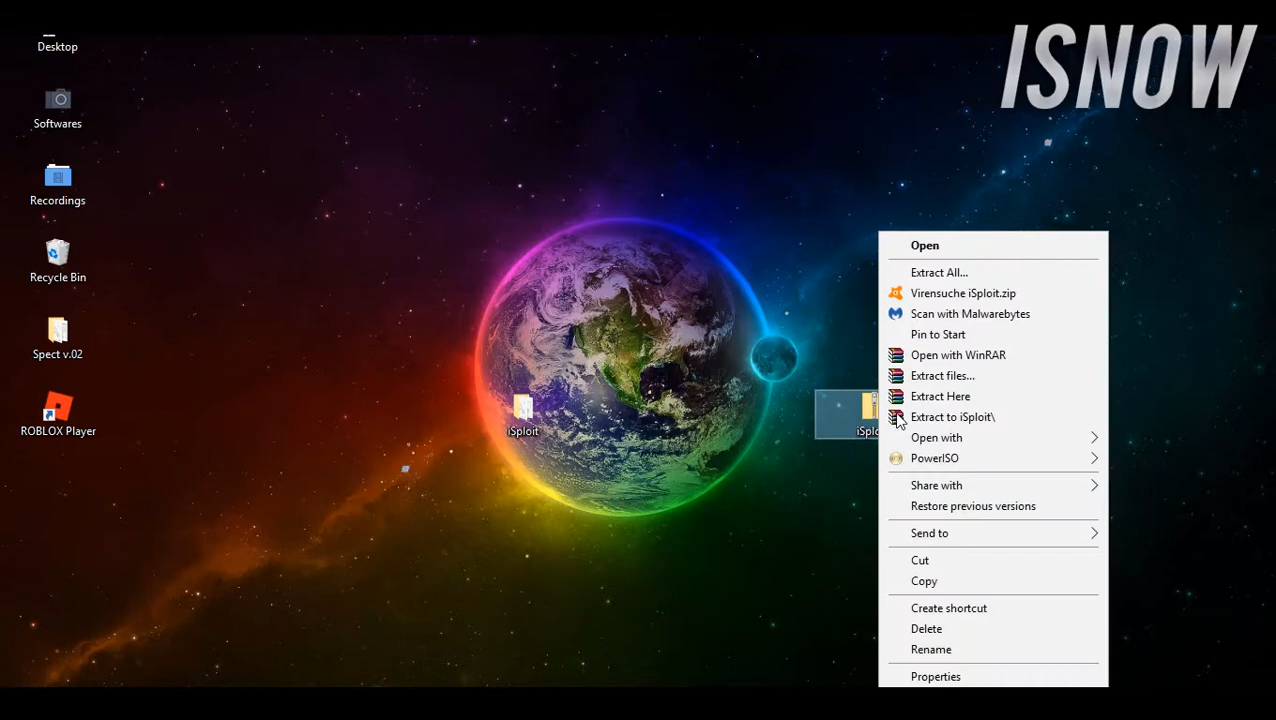 ISNOW
Desktop
Softwares
Recordings
Recycle Bin
Spect v.02
ROBLOX Player
iSploit
Open
Extract All...
Virensuche iSploit.zip
Scan with Malwarebytes
Pin to Start
Open with WinRAR
Extract files...
Extract Here
Extract to iSploit\
Open with
PowerISO
Share with
Restore previous versions
Send to
Cut
Copy
Create shortcut
Delete
Rename
Properties